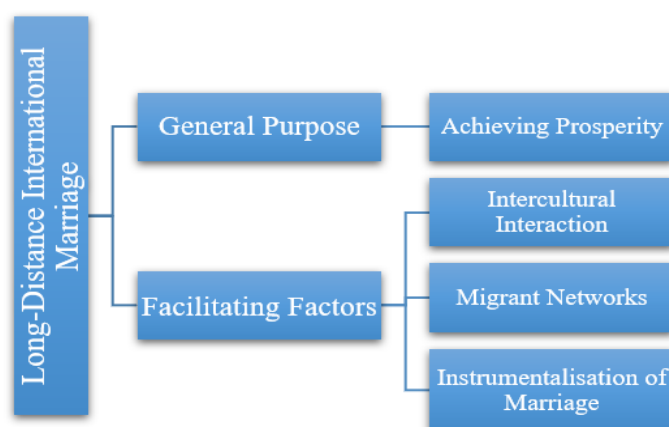 Long-Distance International
Marriage
General Purpose
Achieving Prosperity
Facilitating Factors
Intercultural
Interaction
Migrant Networks
Instrumentalisation of
Marriage